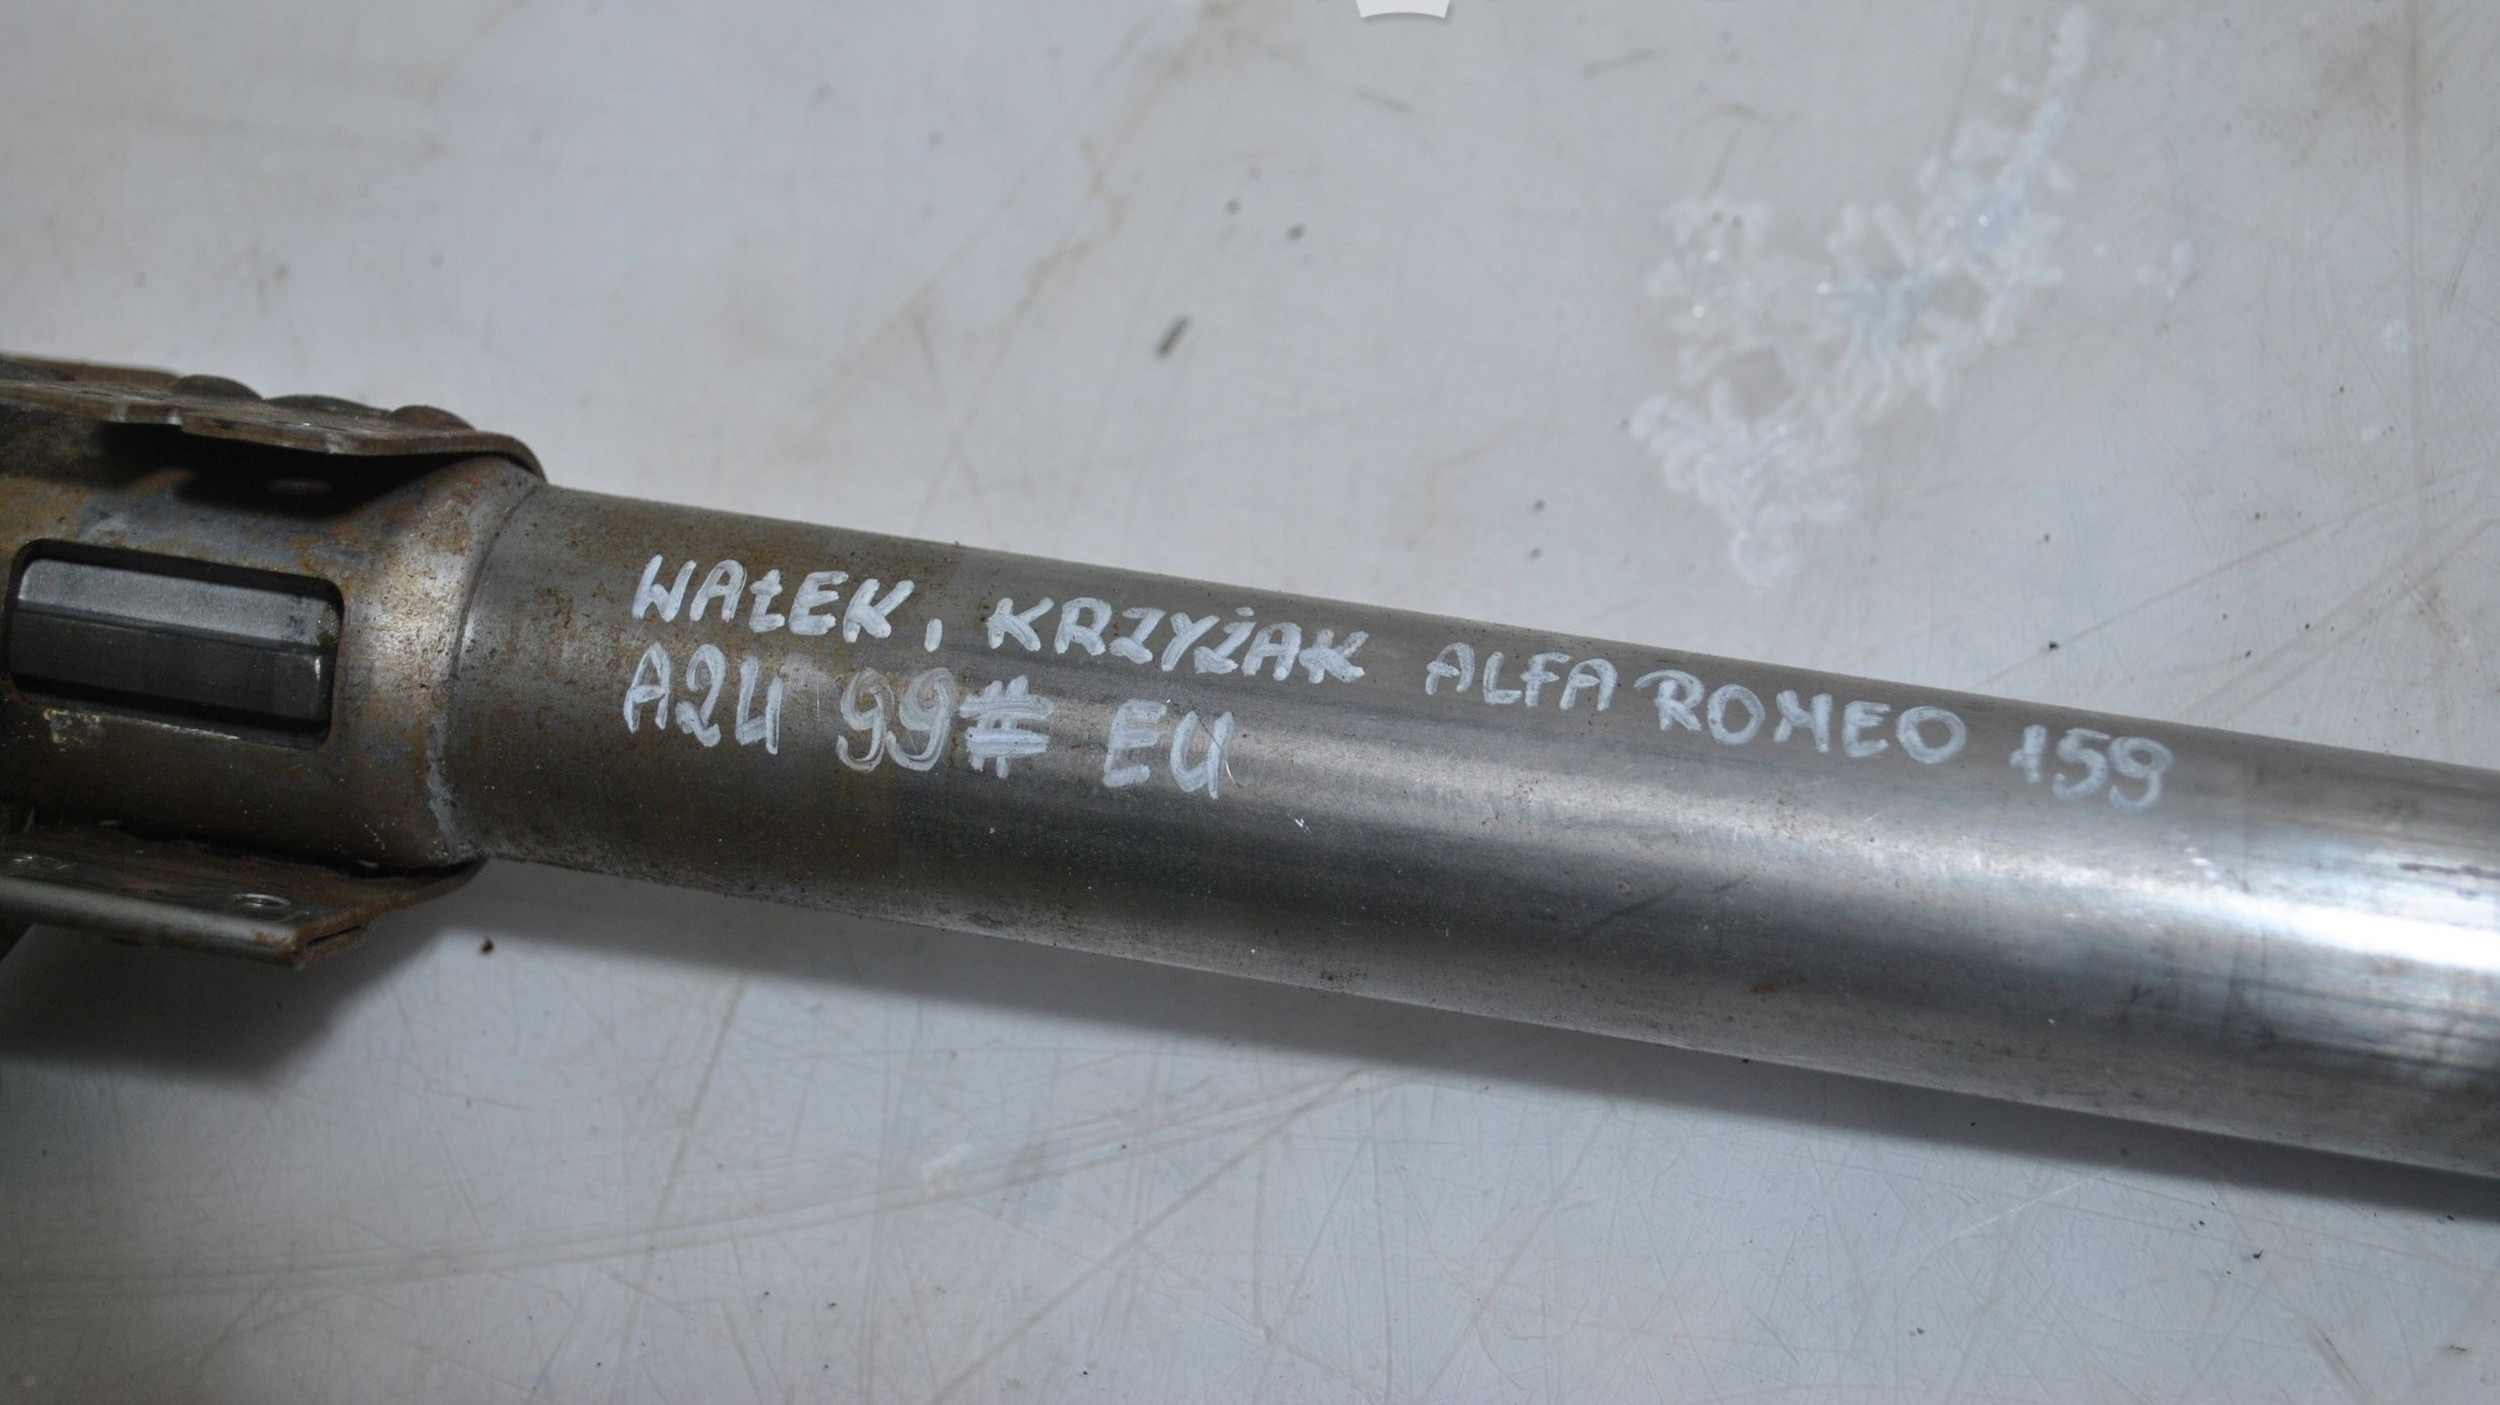 WAŁEK, KRZYŻAK ALFA ROMEO 159
A24 99# EU